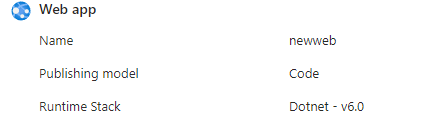 Web app
Name newweb
Publishing model Code
Runtime Stack Dotnet - v6.0